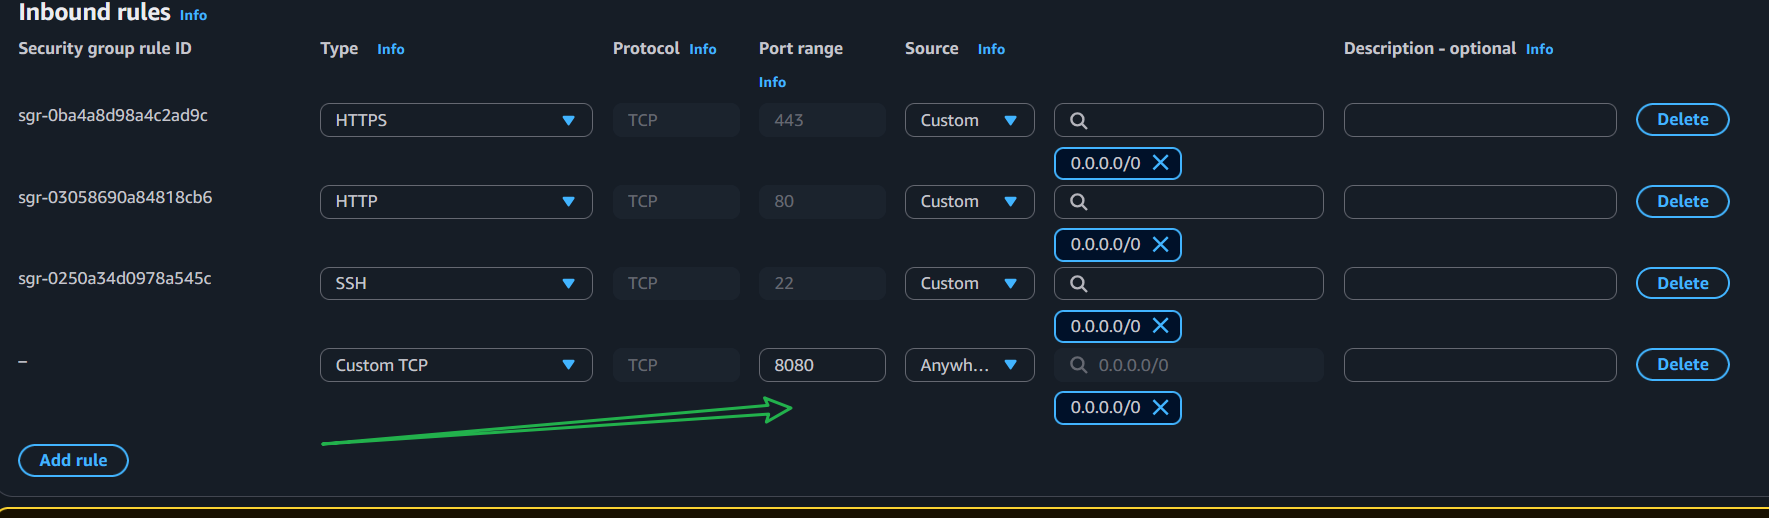 Inbound rules Info
Security group rule ID Type Info Protocol Info Port range Source Info Description - optional Info
Info
sgr-0ba4a8d98a4c2ad9c HTTPS TCP 443 Custom Delete
0.0.0.0/0
sgr-03058690a84818cb6 HTTP TCP 80 Custom Delete
0.0.0.0/0
sgr-0250a34d0978a545c SSH TCP 22 Custom Delete
0.0.0.0/0
– Custom TCP TCP 8080 Anywh... 0.0.0.0/0 Delete
0.0.0.0/0
Add rule